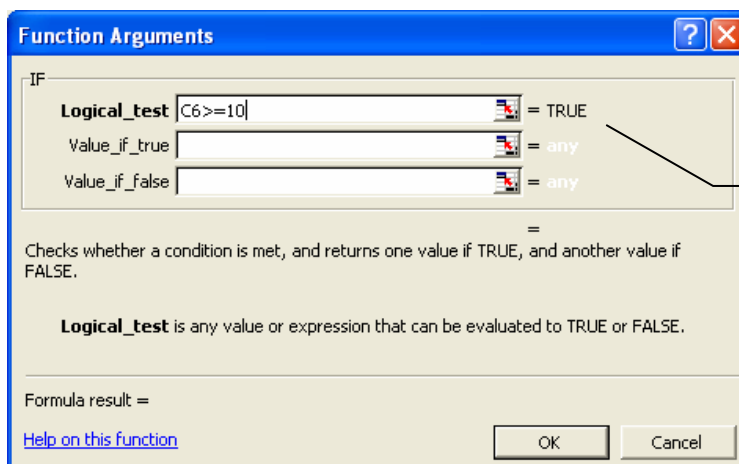 Function Arguments
IF
Logical_test C6>=10 = TRUE
Value_if_true = any
Value_if_false = any
=
Checks whether a condition is met, and returns one value if TRUE, and another value if
FALSE.
Logical_test is any value or expression that can be evaluated to TRUE or FALSE.
Formula result =
Help on this function OK Cancel